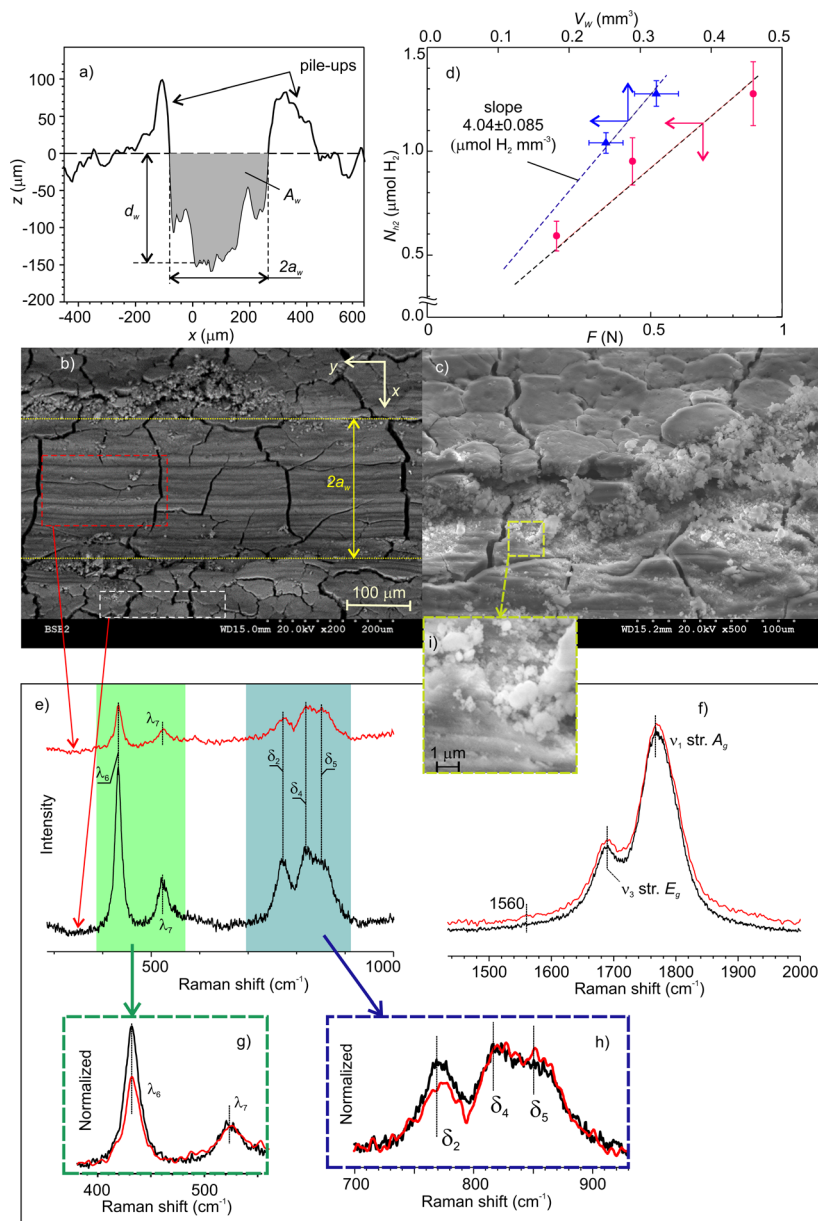 a)
pile-ups
z (μm)
100
50
0
-50
-100
-150
-200
d_w
A_w
2a_w
-400 -200 0 200 400 600
x (μm)
V_w (mm³)
0.0 0.1 0.2 0.3 0.4 0.5
d)
slope
4.04±0.085
(μmol H₂ mm⁻³)
N_h2 (μmol H₂)
1.5
1.0
0.6
0.0
0 0.5 1
F (N)
b)
y
x
2a_w
100 μm
BSE2 WD15.0mm 20.0kV x200 200um
c)
WD15.2mm 20.0kV x500 100um
i)
1 μm
e)
Intensity
λ₇
λ₆
δ₂
δ₄
δ₅
λ₇
500 1000
Raman shift (cm⁻¹)
f)
ν₁ str. A_g
ν₃ str. E_g
1560
1500 1600 1700 1800 1900 2000
Raman shift (cm⁻¹)
g)
Normalized
λ₆
λ₇
400 500
Raman shift (cm⁻¹)
h)
Normalized
δ₂
δ₄
δ₅
700 800 900
Raman shift (cm⁻¹)